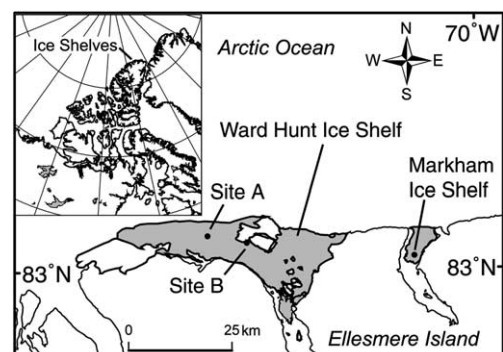 Ice Shelves
Arctic Ocean
70˚W
N
W E
S
Ward Hunt Ice Shelf
Markham
Ice Shelf
Site A
83˚N
Site B
83˚N
0 25 km
Ellesmere Island